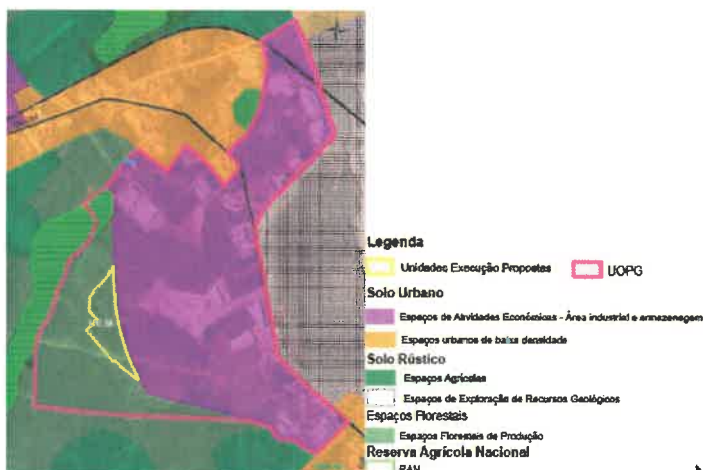 Legenda
Unidades Execução Propostas
UOPG
Solo Urbano
Espaços de Atividades Económicas - Área industrial e armazenagem
Espaços urbanos de baixa densidade
Solo Rústico
Espaços Agrícolas
Espaços de Exploração de Recursos Geológicos
Espaços Florestais
Espaços Florestais de Produção
Reserva Agrícola Nacional
RAN